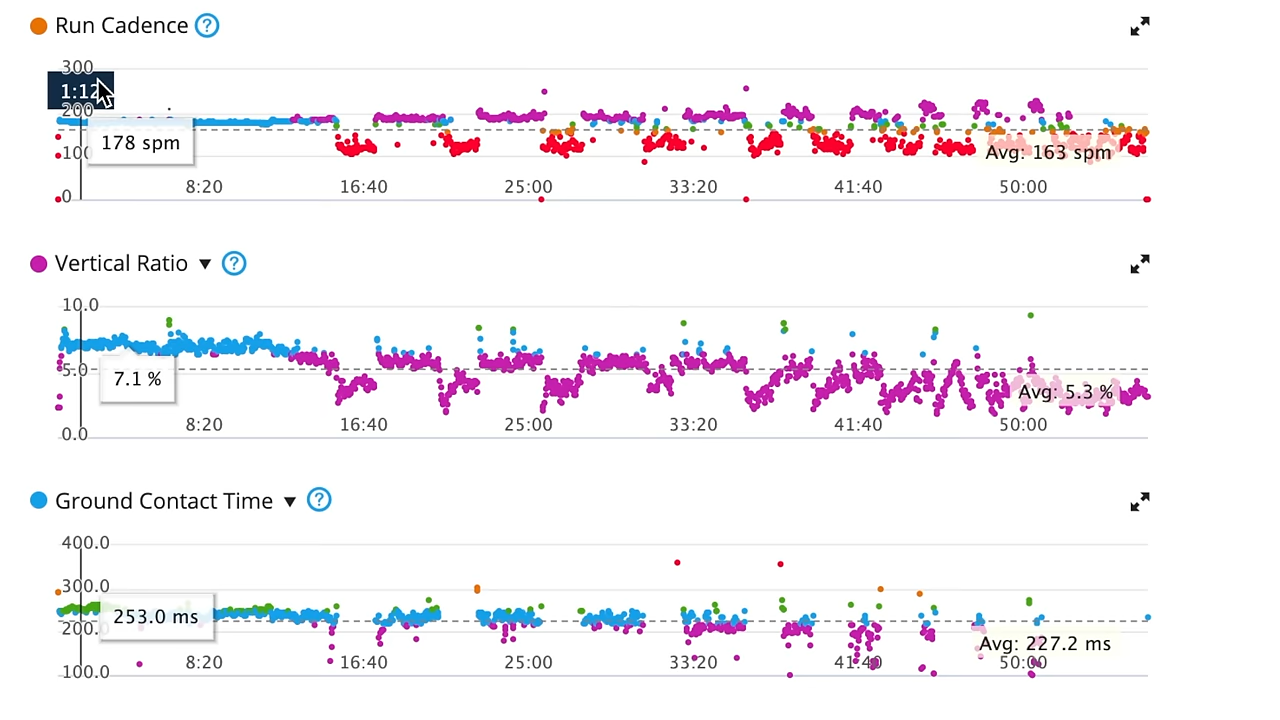 Run Cadence ?
300
1:12
200
178 spm
100
Avg: 163 spm
0
8:20 16:40 25:00 33:20 41:40 50:00
Vertical Ratio ▼ ?
10.0
5.0
7.1 %
Avg: 5.3 %
0.0
8:20 16:40 25:00 33:20 41:40 50:00
Ground Contact Time ▼ ?
400.0
300.0
253.0 ms
200.0
Avg: 227.2 ms
100.0
8:20 16:40 25:00 33:20 41:40 50:00